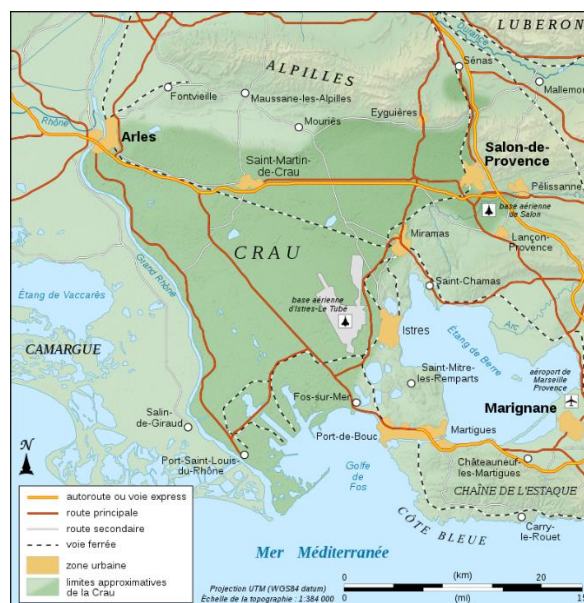 LUBERON
Durance
Sénas
Mallemort
ALPILLES
Fontvieille
Maussane-les-Alpilles
Mouriès
Eyguières
Rhône
Arles
Salon-de-
Provence
Saint-Martin-
de-Crau
Pélissanne
base aérienne
de Salon
CRAU
Miramas
Lançon-
Provence
Grand Rhône
Saint-Chamas
Étang de Vaccarès
base aérienne
d'Istres-Le Tubé
Istres
Arc
Étang de Berre
CAMARGUE
aéroport de
Marseille
Provence
Saint-Mitre-
les-Remparts
Fos-sur-Mer
Marignane
Salin-
de-Giraud
Port-de-Bouc
Martigues
N
Port-Saint-Louis-
du-Rhône
Golfe
de
Fos
Châteauneuf-
les-Martigues
CHAÎNE DE L'ESTAQUE
CÔTE BLEUE
Carry-
le-Rouet
autoroute ou voie express
route principale
route secondaire
voie ferrée
zone urbaine
limites approximatives
de la Crau
Mer Méditerranée
Projection UTM (WGS84 datum)
Échelle de la topographie : 1:384 000
0 (km) 20
0 (mi)